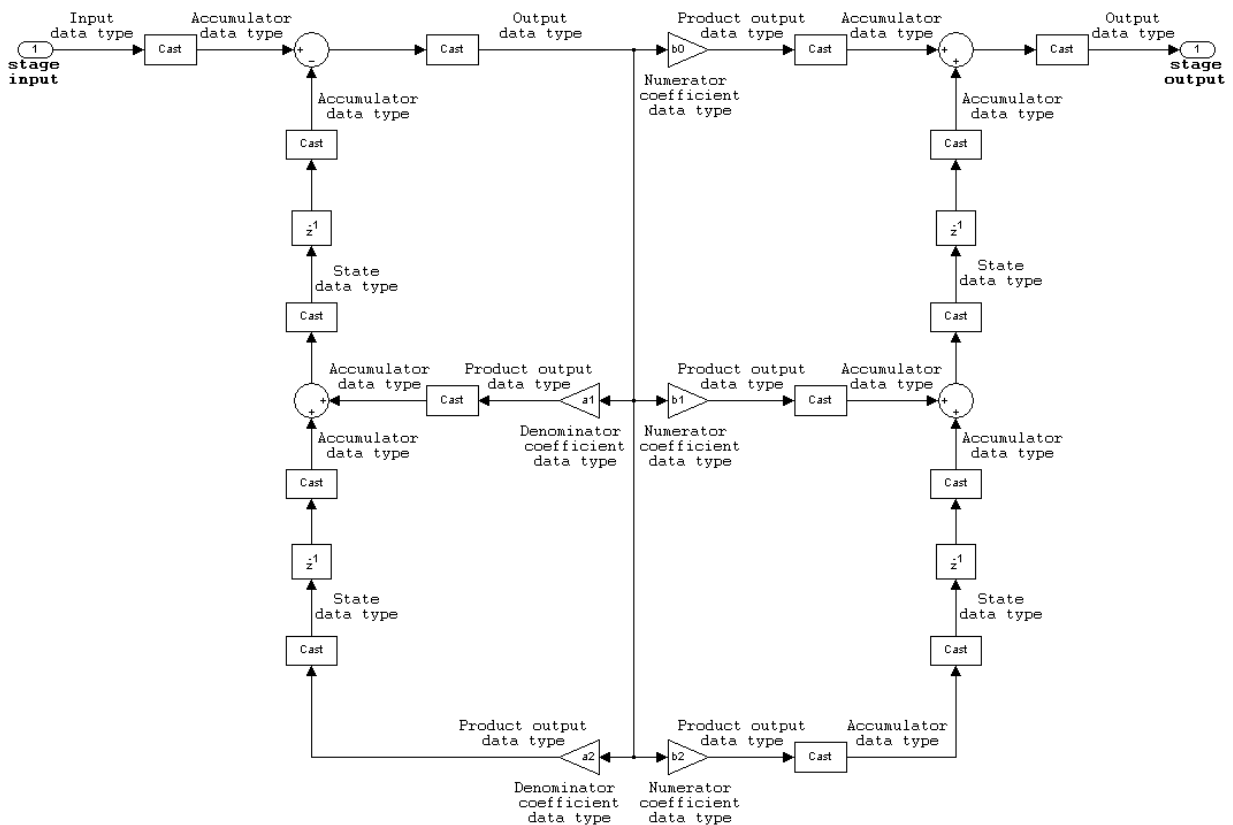 Input
data type
Accumulator
data type
Output
data type
Product output
data type
Accumulator
data type
Output
data type
1
Cast
+
−
Cast
b0
Cast
+
+
Cast
1
stage
input
stage
output
Numerator
coefficient
data type
Accumulator
data type
Accumulator
data type
Cast
Cast
z-1
z-1
State
data type
State
data type
Cast
Cast
Accumulator
data type
Product output
data type
Product output
data type
Accumulator
data type
+
+
Cast
a1
b1
Cast
+
+
Denominator
coefficient
data type
Numerator
coefficient
data type
Accumulator
data type
Accumulator
data type
Cast
Cast
z-1
z-1
State
data type
State
data type
Cast
Cast
Product output
data type
Product output
data type
Accumulator
data type
a2
b2
Cast
Denominator
coefficient
data type
Numerator
coefficient
data type